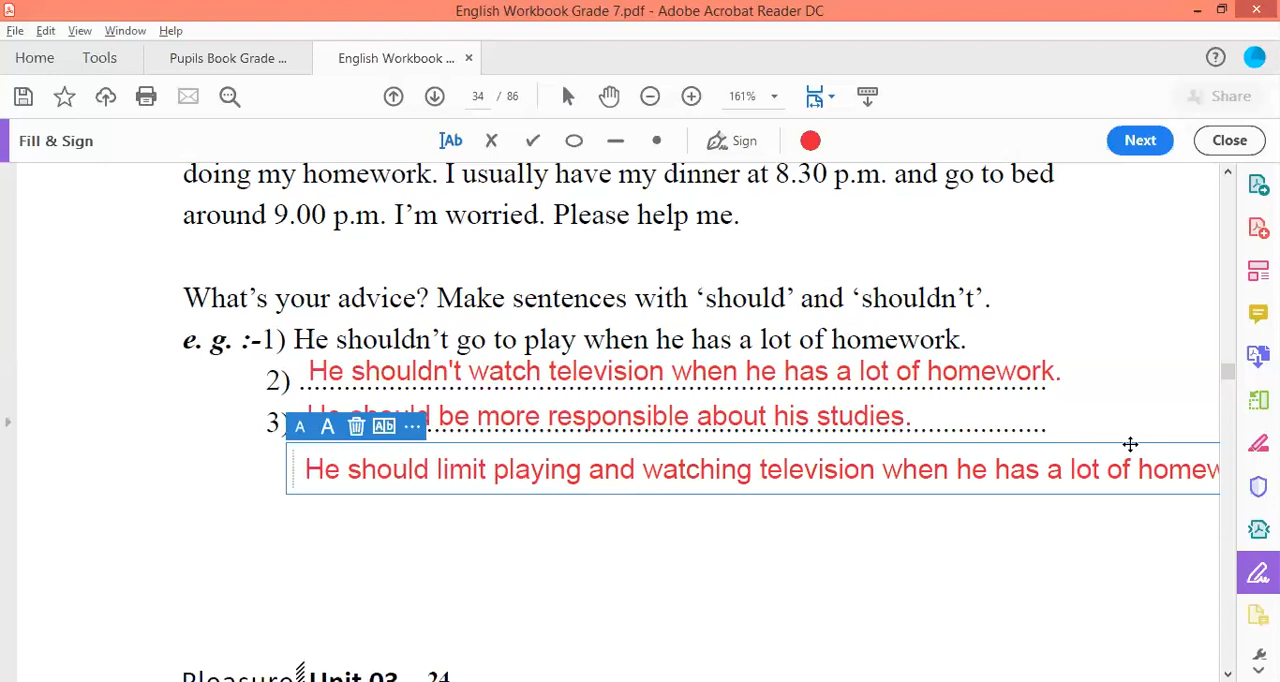 English Workbook Grade 7.pdf - Adobe Acrobat Reader DC
File Edit View Window Help
Home Tools Pupils Book Grade ... English Workbook ... ×
34 / 86 161% Share
Fill & Sign Ab Sign Next Close
doing my homework. I usually have my dinner at 8.30 p.m. and go to bed
around 9.00 p.m. I’m worried. Please help me.
What’s your advice? Make sentences with ‘should’ and ‘shouldn’t’.
e. g. :-1) He shouldn’t go to play when he has a lot of homework.
2) He shouldn't watch television when he has a lot of homework.
3) He should be more responsible about his studies.
A A Ab ...
He should limit playing and watching television when he has a lot of homew
Pleasure Unit 03 24